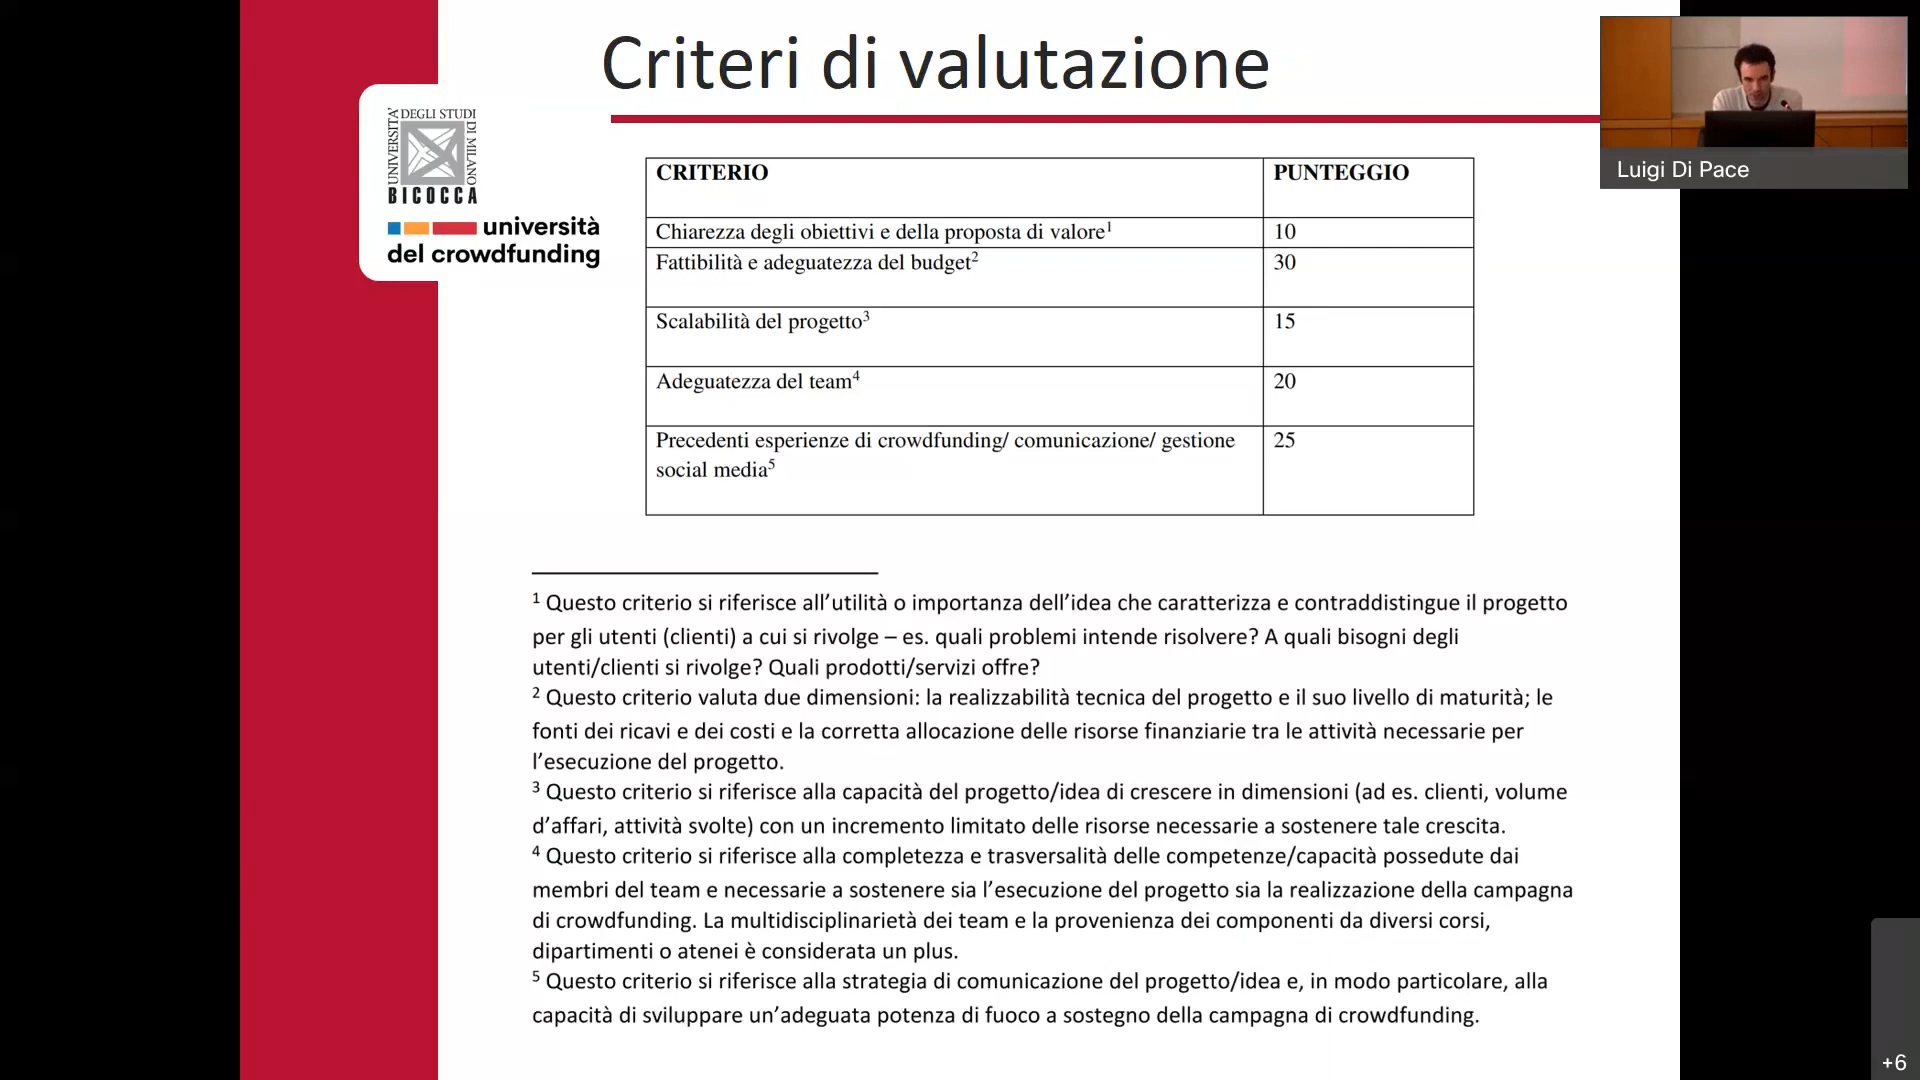 Criteri di valutazione
UNIVERSITA'
DEGLI STUDI
DI MILANO
BICOCCA
università
del crowdfunding
Luigi Di Pace
CRITERIO PUNTEGGIO
Chiarezza degli obiettivi e della proposta di valore¹ 10
Fattibilità e adeguatezza del budget² 30
Scalabilità del progetto³ 15
Adeguatezza del team⁴ 20
Precedenti esperienze di crowdfunding/ comunicazione/ gestione 25
social media⁵
¹ Questo criterio si riferisce all’utilità o importanza dell’idea che caratterizza e contraddistingue il progetto
per gli utenti (clienti) a cui si rivolge – es. quali problemi intende risolvere? A quali bisogni degli
utenti/clienti si rivolge? Quali prodotti/servizi offre?
² Questo criterio valuta due dimensioni: la realizzabilità tecnica del progetto e il suo livello di maturità; le
fonti dei ricavi e dei costi e la corretta allocazione delle risorse finanziarie tra le attività necessarie per
l’esecuzione del progetto.
³ Questo criterio si riferisce alla capacità del progetto/idea di crescere in dimensioni (ad es. clienti, volume
d’affari, attività svolte) con un incremento limitato delle risorse necessarie a sostenere tale crescita.
⁴ Questo criterio si riferisce alla completezza e trasversalità delle competenze/capacità possedute dai
membri del team e necessarie a sostenere sia l’esecuzione del progetto sia la realizzazione della campagna
di crowdfunding. La multidisciplinarietà dei team e la provenienza dei componenti da diversi corsi,
dipartimenti o atenei è considerata un plus.
⁵ Questo criterio si riferisce alla strategia di comunicazione del progetto/idea e, in modo particolare, alla
capacità di sviluppare un’adeguata potenza di fuoco a sostegno della campagna di crowdfunding.
+6